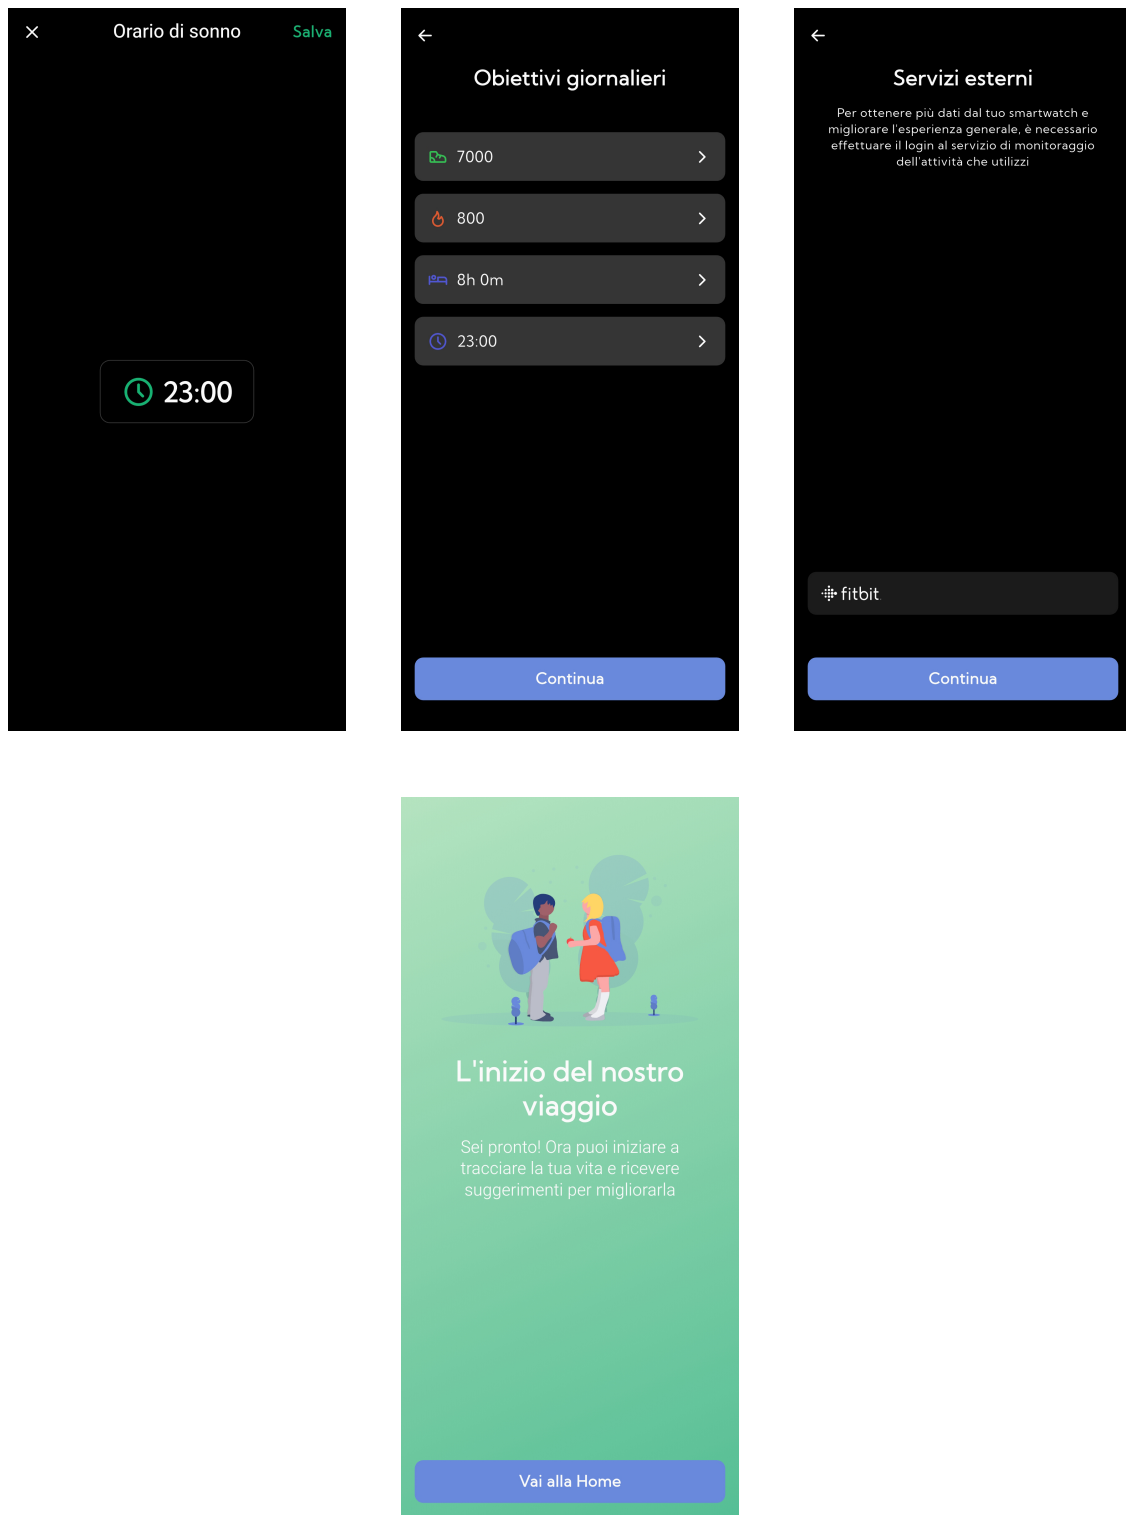 Orario di sonno
Salva
23:00
Obiettivi giornalieri
7000
800
8h 0m
23:00
Continua
Servizi esterni
Per ottenere più dati dal tuo smartwatch e
migliorare l'esperienza generale, è necessario
effettuare il login al servizio di monitoraggio
dell'attività che utilizzi
fitbit
Continua
L'inizio del nostro
viaggio
Sei pronto! Ora puoi iniziare a
tracciare la tua vita e ricevere
suggerimenti per migliorarla
Vai alla Home